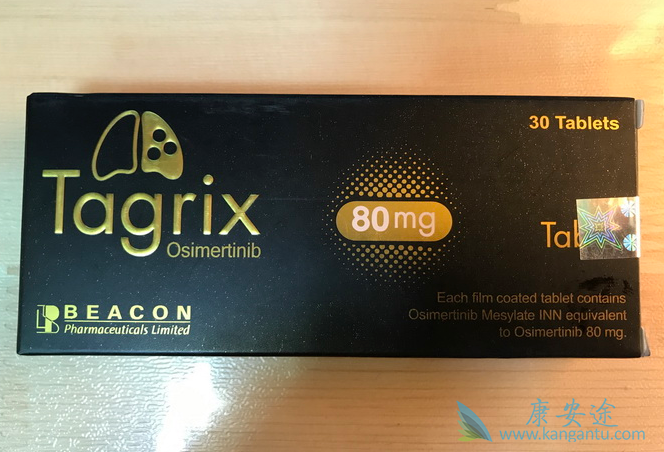 30 Tablets
Tagrix
Osimertinib
80mg
BEACON
Pharmaceuticals Limited
Each film coated tablet contains
Osimertinib Mesylate INN equivalent
to Osimertinib 80 mg.
康安途
www.kangantu.com